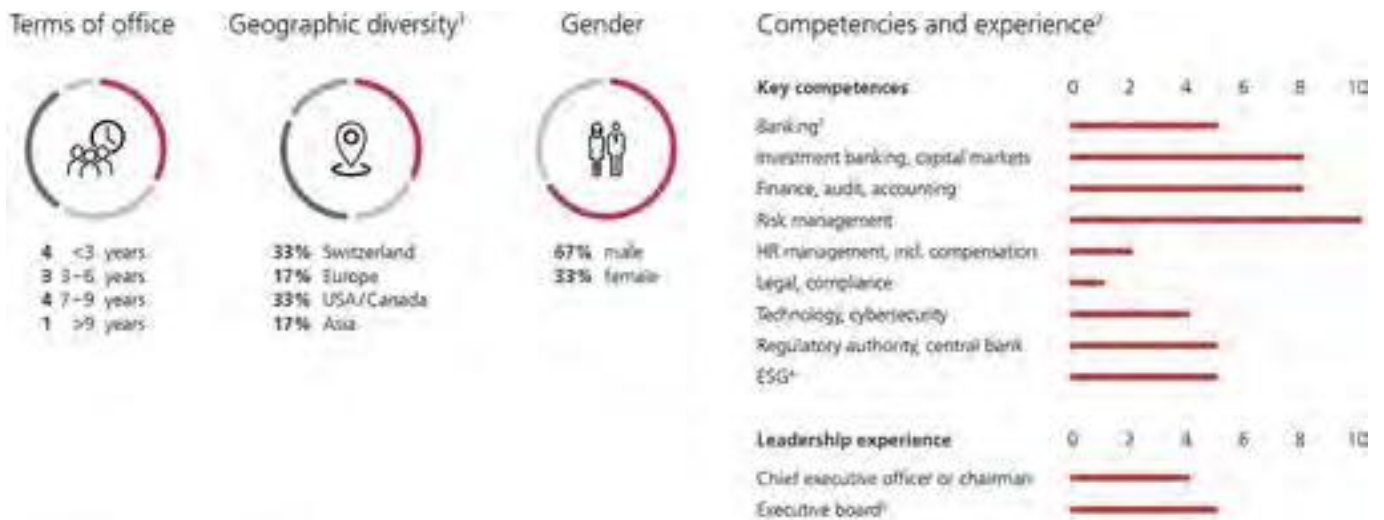 Terms of office
4 <3 years
3 3–6 years
4 7–9 years
1 >9 years
Geographic diversity¹
33% Switzerland
17% Europe
33% USA/Canada
17% Asia
Gender
67% male
33% female
Competencies and experience²
Key competences 0 2 4 6 8 10
Banking³
Investment banking, capital markets
Finance, audit, accounting
Risk management
HR management, incl. compensation
Legal, compliance
Technology, cybersecurity
Regulatory authority, central bank
ESG⁴
Leadership experience 0 2 4 6 8 10
Chief executive officer or chairman
Executive board⁵